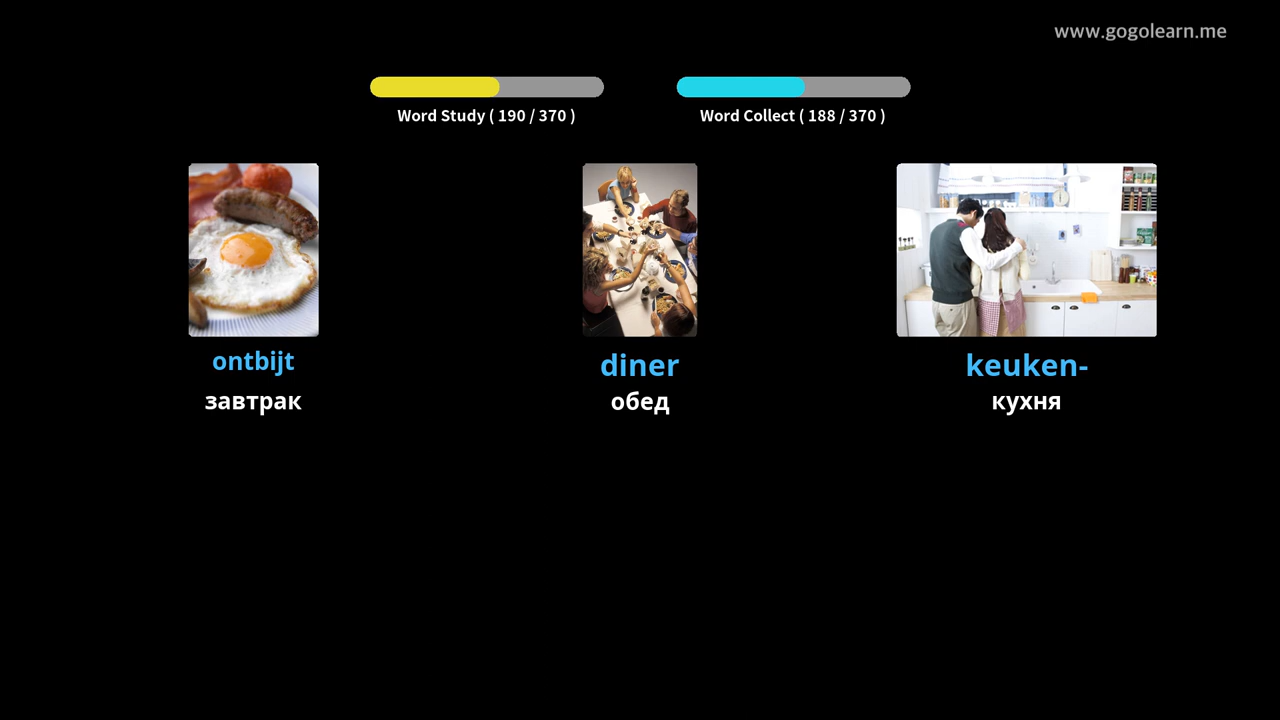 www.gogolearn.me
Word Study ( 190 / 370 )
Word Collect ( 188 / 370 )
ontbijt
diner
keuken-
завтрак
обед
кухня